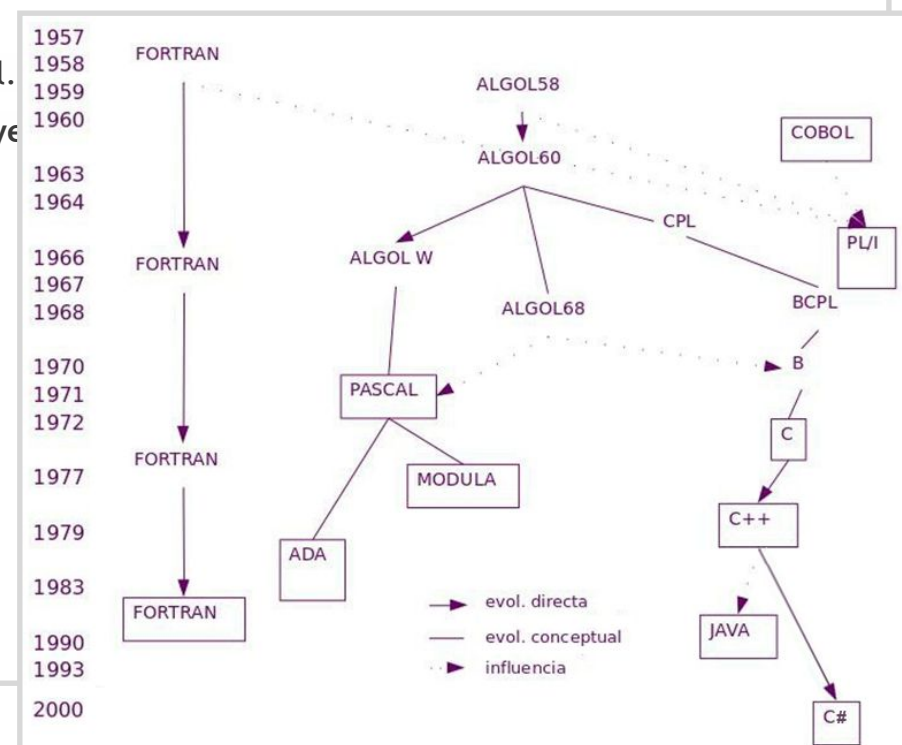 1957
1958
1959
1960
1963
1964
1966
1967
1968
1970
1971
1972
1977
1979
1983
1990
1993
2000
FORTRAN
FORTRAN
FORTRAN
FORTRAN
ALGOL58
ALGOL60
ALGOL W
ALGOL68
PASCAL
MODULA
ADA
CPL
COBOL
PL/I
BCPL
B
C
C++
JAVA
C#
evol. directa
evol. conceptual
influencia